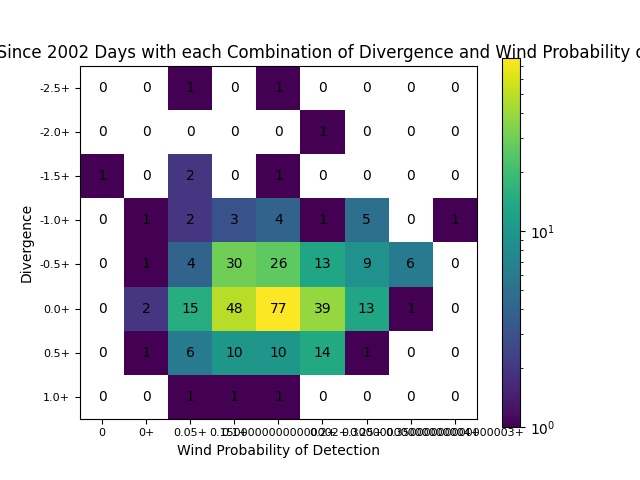 Since 2002 Days with each Combination of Divergence and Wind Probability o
-2.5+ 0 0 1 0 1 0 0 0 0
-2.0+ 0 0 0 0 0 1 0 0 0
-1.5+ 1 0 2 0 1 0 0 0 0
-1.0+ 0 1 2 3 4 1 5 0 1
-0.5+ 0 1 4 30 26 13 9 6 0
0.0+ 0 2 15 48 77 39 13 1 0
0.5+ 0 1 6 10 10 14 1 0 0
1.0+ 0 0 1 1 1 0 0 0 0
Divergence
0 0+ 0.05+
Wind Probability of Detection
10¹
10⁰